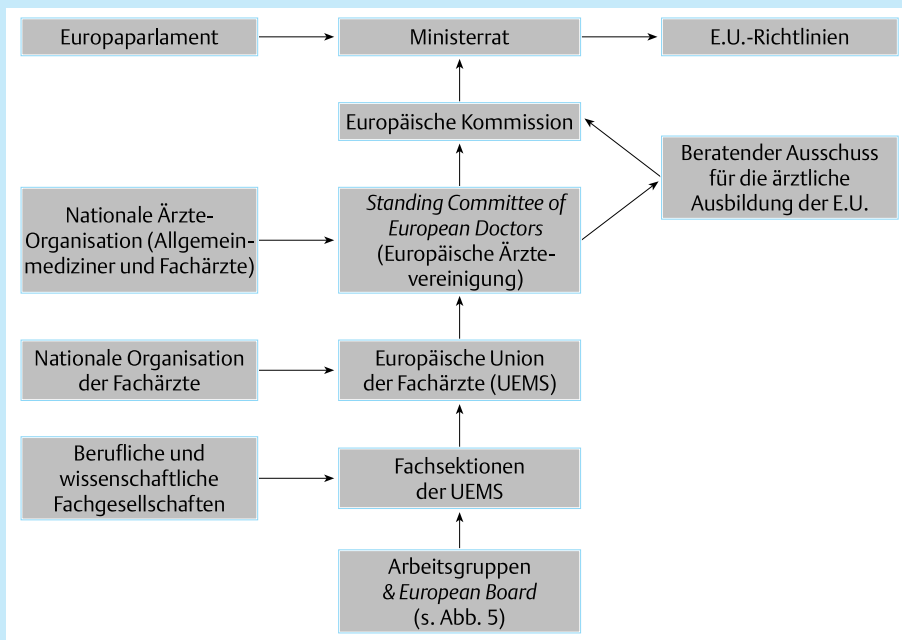 Europaparlament
Ministerrat
E.U.-Richtlinien
Europäische Kommission
Beratender Ausschuss
für die ärztliche
Ausbildung der E.U.
Nationale Ärzte-
Organisation (Allgemein-
mediziner und Fachärzte)
Standing Committee of
European Doctors
(Europäische Ärzte-
vereinigung)
Nationale Organisation
der Fachärzte
Europäische Union
der Fachärzte (UEMS)
Berufliche und
wissenschaftliche
Fachgesellschaften
Fachsektionen
der UEMS
Arbeitsgruppen
& European Board
(s. Abb. 5)